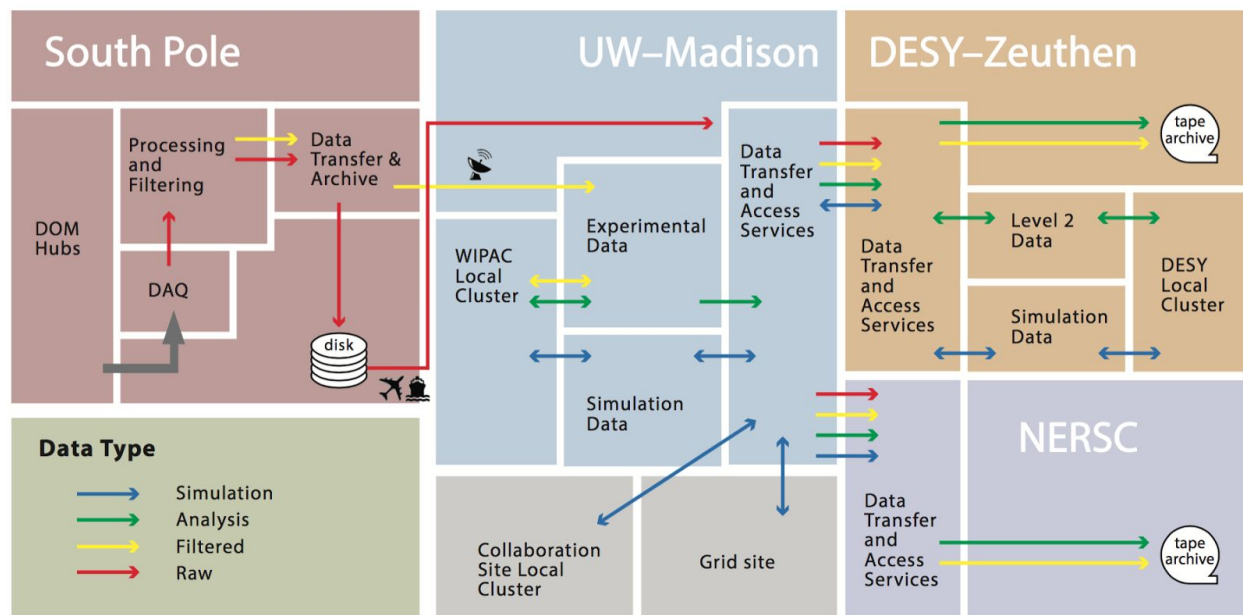 South Pole
UW–Madison
DESY–Zeuthen
Processing
and
Filtering
Data
Transfer &
Archive
DOM
Hubs
DAQ
disk
Data Type
Simulation
Analysis
Filtered
Raw
Experimental
Data
WIPAC
Local
Cluster
Simulation
Data
Data
Transfer
and
Access
Services
Collaboration
Site Local
Cluster
Grid site
tape
archive
Data
Transfer
and
Access
Services
Level 2
Data
DESY
Local
Cluster
Simulation
Data
NERSC
Data
Transfer
and
Access
Services
tape
archive